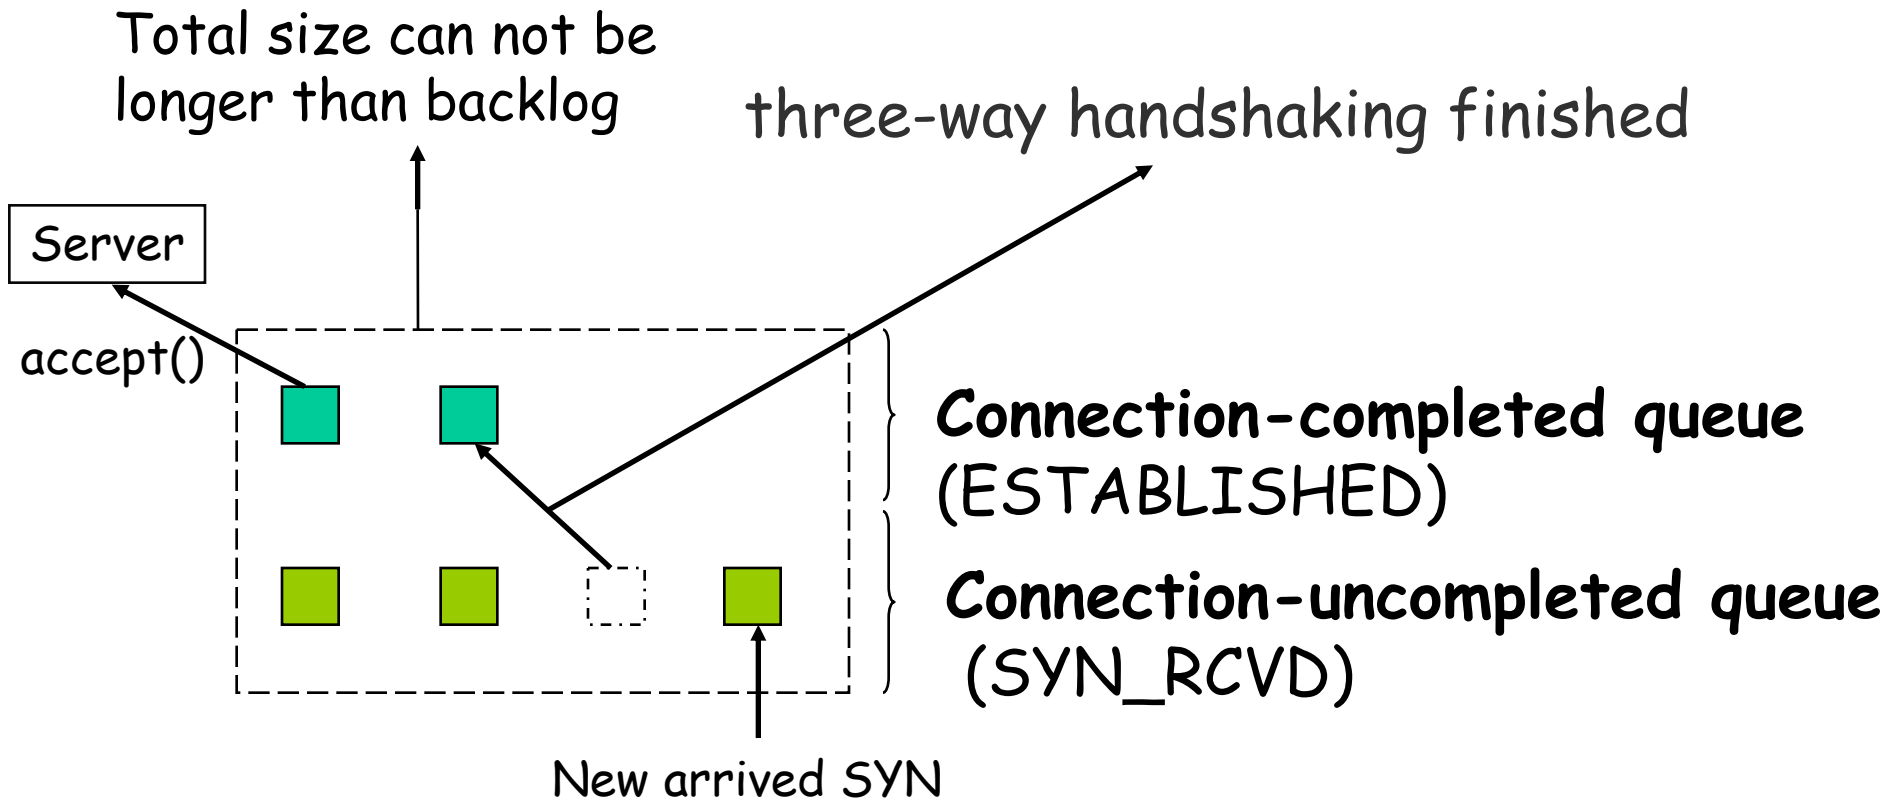 Total size can not be
longer than backlog
three-way handshaking finished
Server
accept()
Connection-completed queue
(ESTABLISHED)
Connection-uncompleted queue
(SYN_RCVD)
New arrived SYN